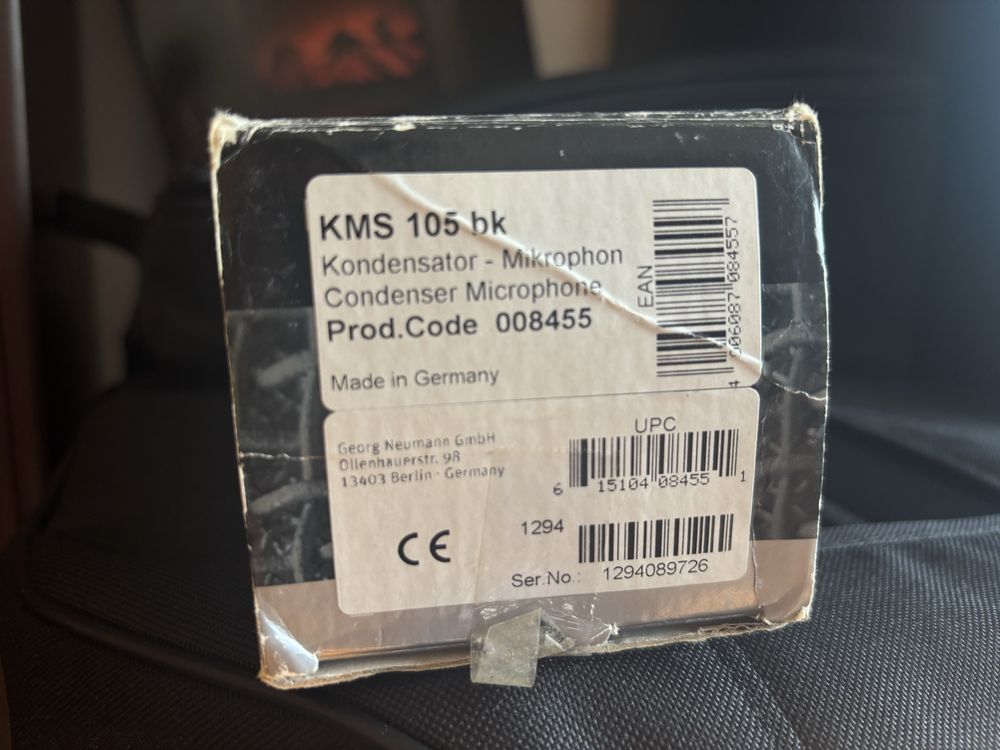 KMS 105 bk
Kondensator - Mikrophon
Condenser Microphone
Prod.Code 008455
Made in Germany
EAN
4 006087 084557
Georg Neumann GmbH
Ollenhauerstr. 98
13403 Berlin · Germany
UPC
6 15104 08455 1
CE
1294
Ser.No.: 1294089726